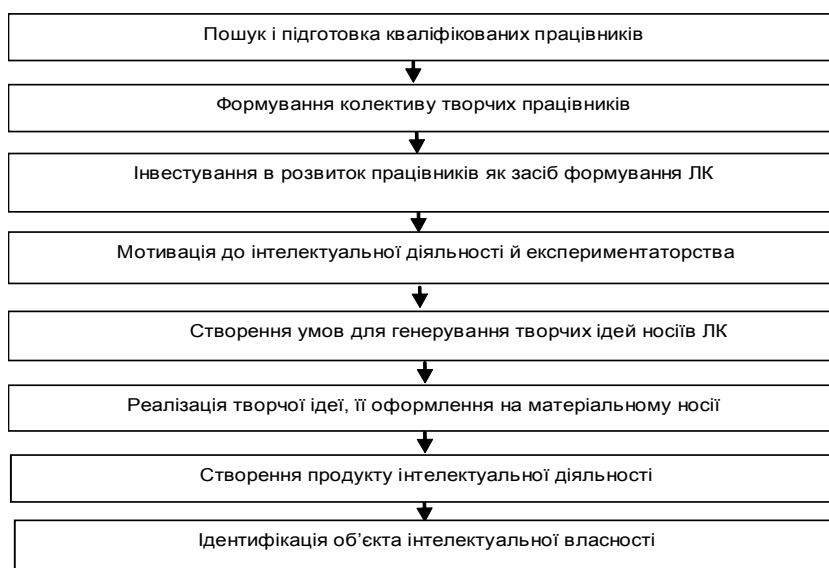 Пошук і підготовка кваліфікованих працівників
Формування колективу творчих працівників
Інвестування в розвиток працівників як засіб формування ЛК
Мотивація до інтелектуальної діяльності й експериментаторства
Створення умов для генерування творчих ідей носіїв ЛК
Реалізація творчої ідеї, її оформлення на матеріальному носії
Створення продукту інтелектуальної діяльності
Ідентифікація об’єкта інтелектуальної власності